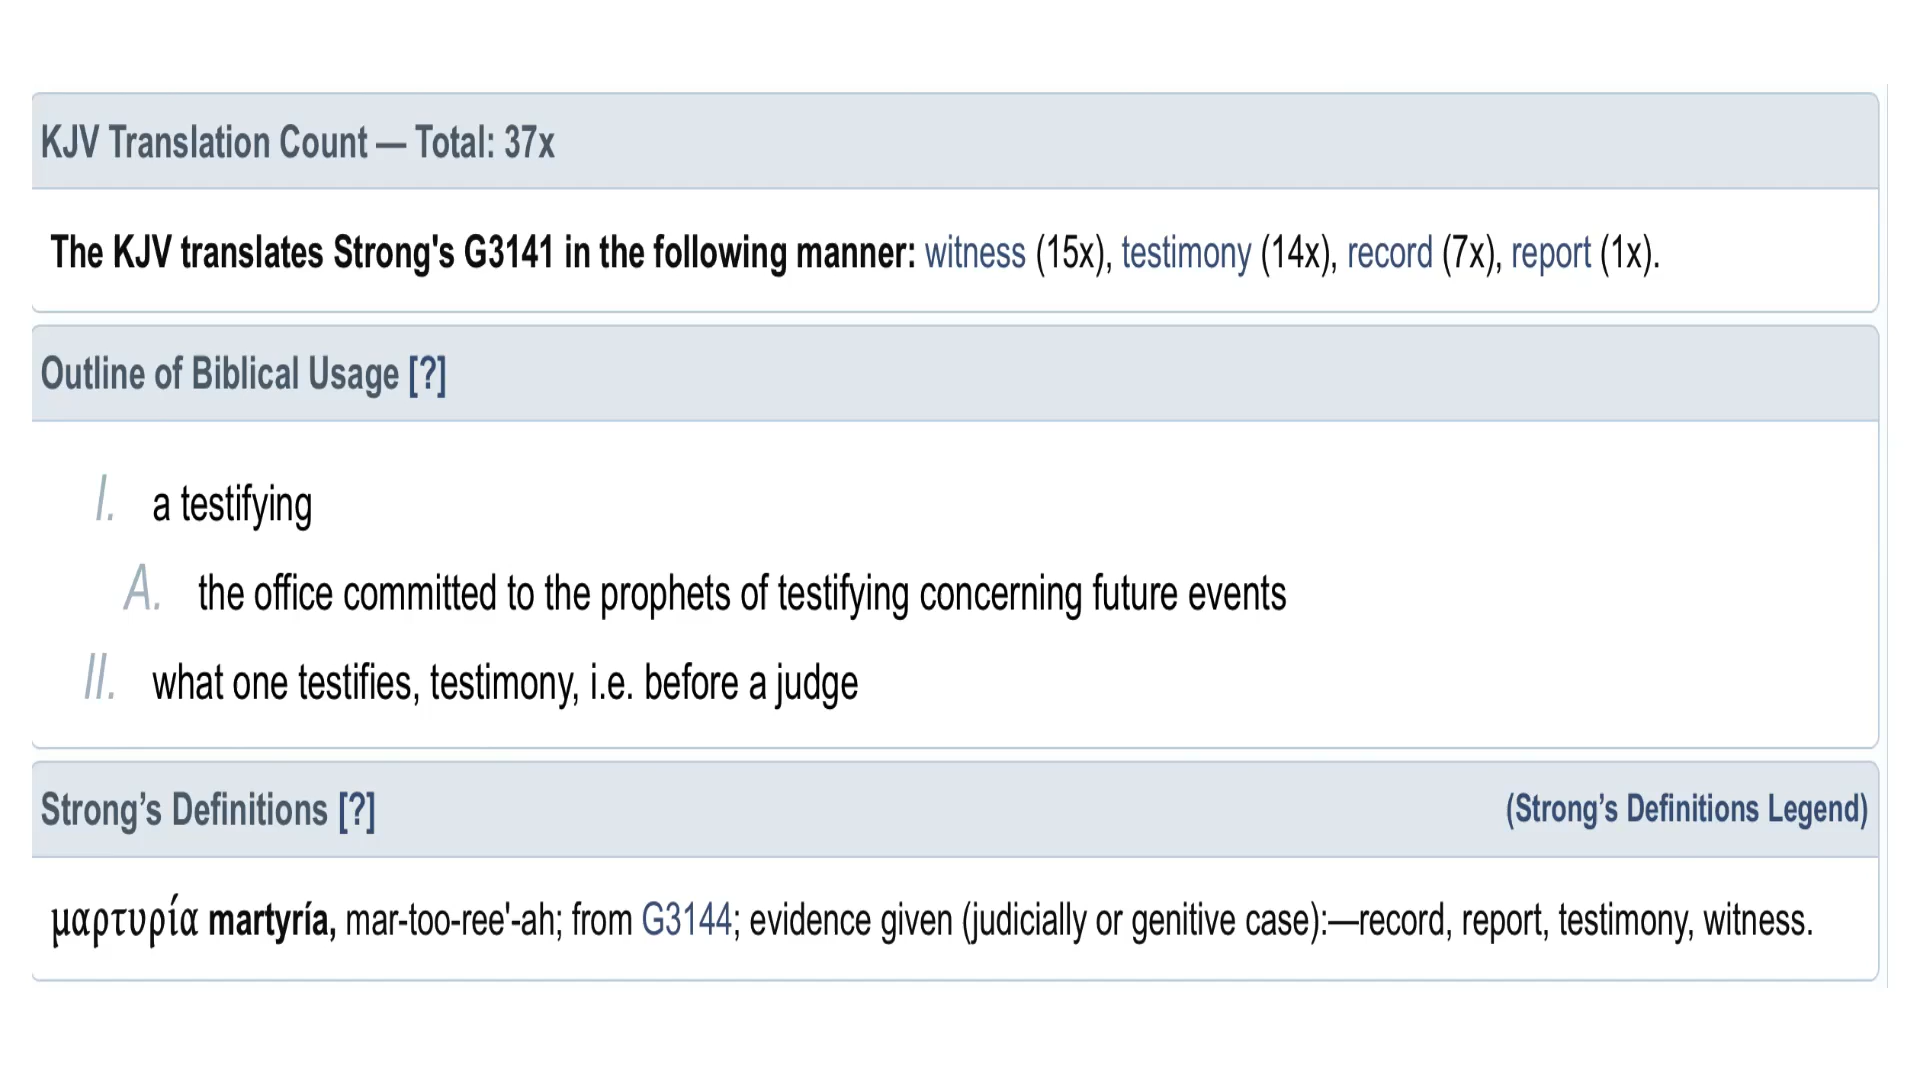 KJV Translation Count — Total: 37x
The KJV translates Strong's G3141 in the following manner: witness (15x), testimony (14x), record (7x), report (1x).
Outline of Biblical Usage [?]
I. a testifying
A. the office committed to the prophets of testifying concerning future events
II. what one testifies, testimony, i.e. before a judge
Strong’s Definitions [?] (Strong’s Definitions Legend)
μαρτυρία martyría, mar-too-ree'-ah; from G3144; evidence given (judicially or genitive case):—record, report, testimony, witness.